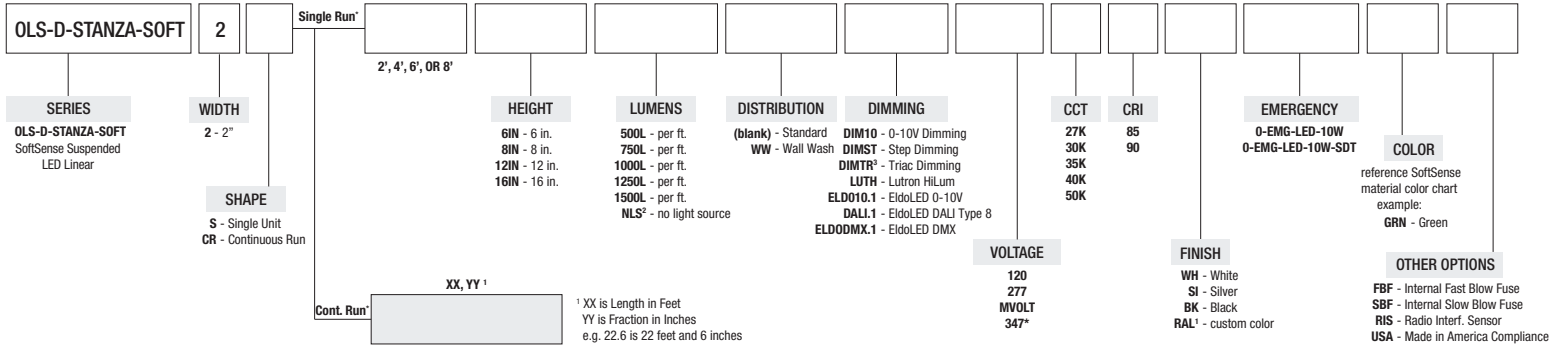 OLS-D-STANZA-SOFT
2
Single Run*
2', 4', 6', OR 8'
SERIES
OLS-D-STANZA-SOFT
SoftSense Suspended
LED Linear
WIDTH
2 - 2"
SHAPE
S - Single Unit
CR - Continuous Run
Cont. Run*
XX, YY ¹
¹ XX is Length in Feet
YY is Fraction in Inches
e.g. 22.6 is 22 feet and 6 inches
HEIGHT
6IN - 6 in.
8IN - 8 in.
12IN - 12 in.
16IN - 16 in.
LUMENS
500L - per ft.
750L - per ft.
1000L - per ft.
1250L - per ft.
1500L - per ft.
NLS² - no light source
DISTRIBUTION
(blank) - Standard
WW - Wall Wash
DIMMING
DIM10 - 0-10V Dimming
DIMST - Step Dimming
DIMTR³ - Triac Dimming
LUTH - Lutron HiLum
ELD010.1 - EldoLED 0-10V
DALI.1 - EldoLED DALI Type 8
ELDODMX.1 - EldoLED DMX
VOLTAGE
120
277
MVOLT
347*
CCT
27K
30K
35K
40K
50K
CRI
85
90
FINISH
WH - White
SI - Silver
BK - Black
RAL¹ - custom color
EMERGENCY
0-EMG-LED-10W
0-EMG-LED-10W-SDT
COLOR
reference SoftSense
material color chart
example:
GRN - Green
OTHER OPTIONS
FBF - Internal Fast Blow Fuse
SBF - Internal Slow Blow Fuse
RIS - Radio Interf. Sensor
USA - Made in America Compliance